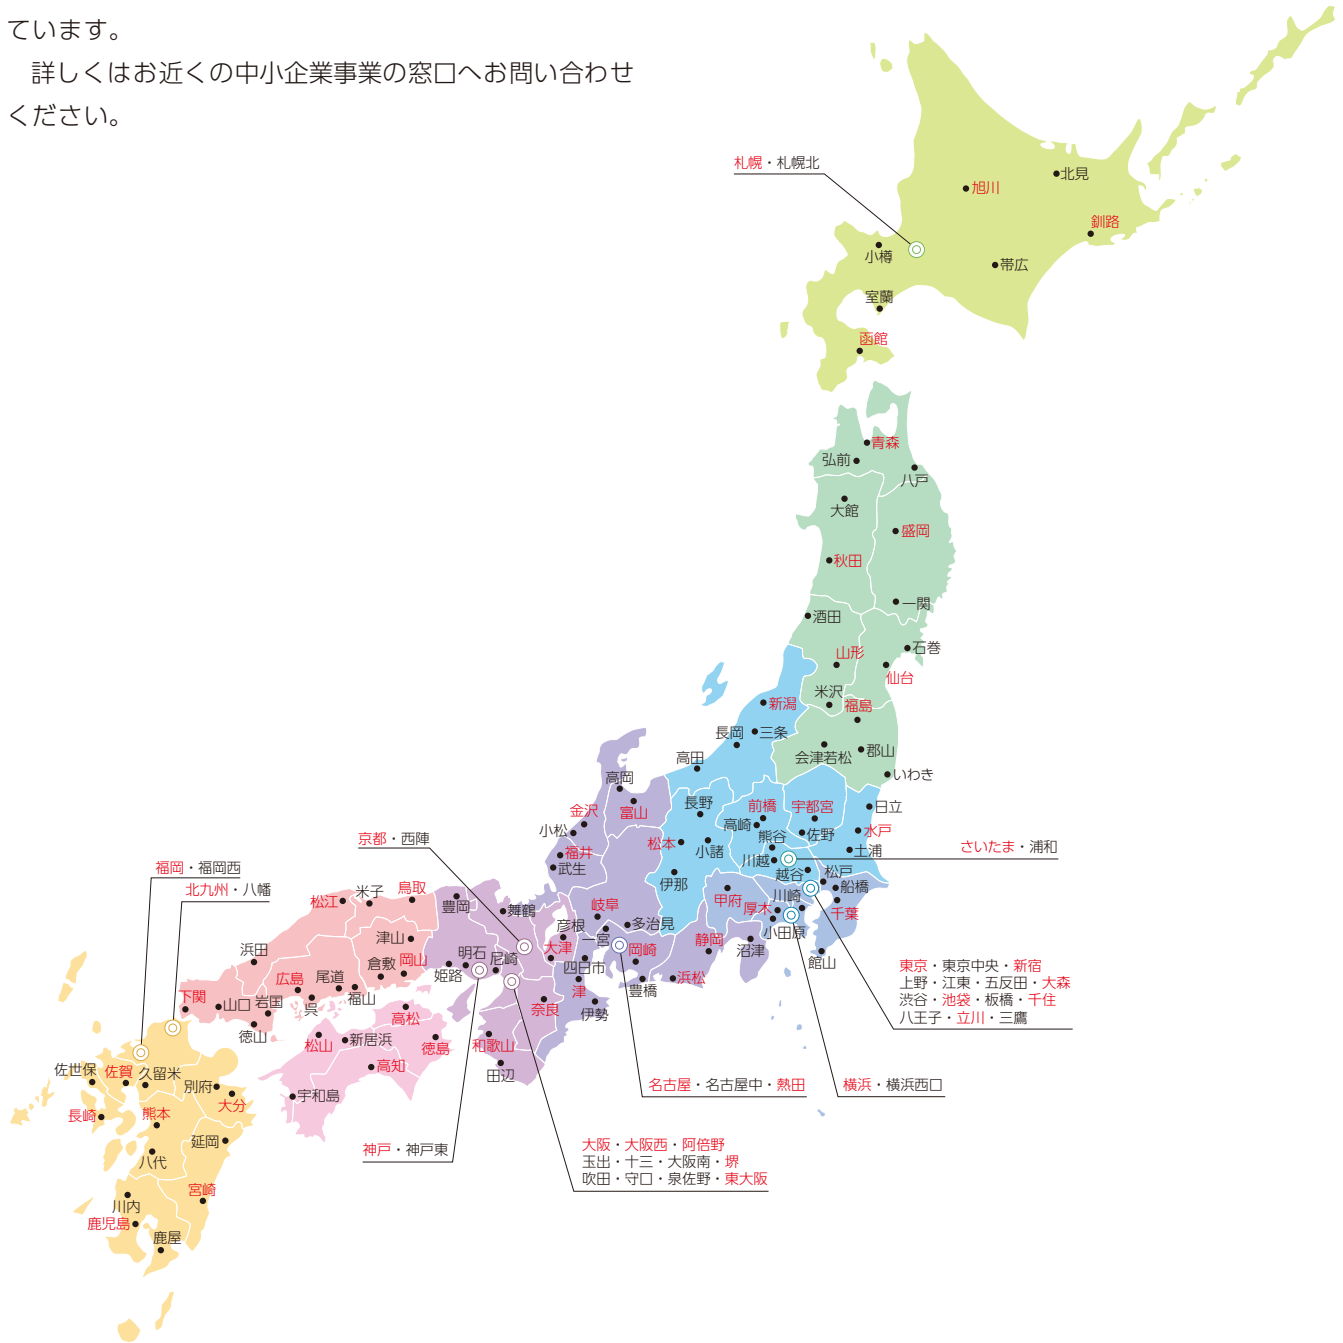 ています。
　詳しくはお近くの中小企業事業の窓口へお問い合わせ
ください。
札幌・札幌北
北見
旭川
釧路
小樽
帯広
室蘭
函館
青森
弘前
八戸
大館
盛岡
秋田
一関
酒田
石巻
山形
仙台
米沢
新潟
福島
三条
長岡
郡山
会津若松
高田
いわき
高岡
長野
前橋
宇都宮
日立
金沢
富山
高崎
小松
水戸
佐野
熊谷
松本
小諸
土浦
さいたま・浦和
京都・西陣
福井
川越
武生
越谷
松戸
福岡・福岡西
伊那
船橋
北九州・八幡
鳥取
米子
松江
豊岡
舞鶴
甲府
川崎
厚木
千葉
岐阜
多治見
彦根
小田原
津山
一宮
静岡
沼津
浜田
明石
尼崎
大津
岡崎
館山
倉敷
岡山
姫路
四日市
東京・東京中央・新宿
上野・江東・五反田・大森
渋谷・池袋・板橋・千住
八王子・立川・三鷹
広島
尾道
浜松
豊橋
津
下関
山口
岩国
呉
福山
奈良
伊勢
高松
徳山
松山
新居浜
徳島
和歌山
高知
田辺
佐世保
佐賀
久留米
別府
名古屋・名古屋中・熱田
横浜・横浜西口
宇和島
大分
長崎
熊本
延岡
神戸・神戸東
大阪・大阪西・阿倍野
玉出・十三・大阪南・堺
吹田・守口・泉佐野・東大阪
八代
宮崎
川内
鹿児島
鹿屋